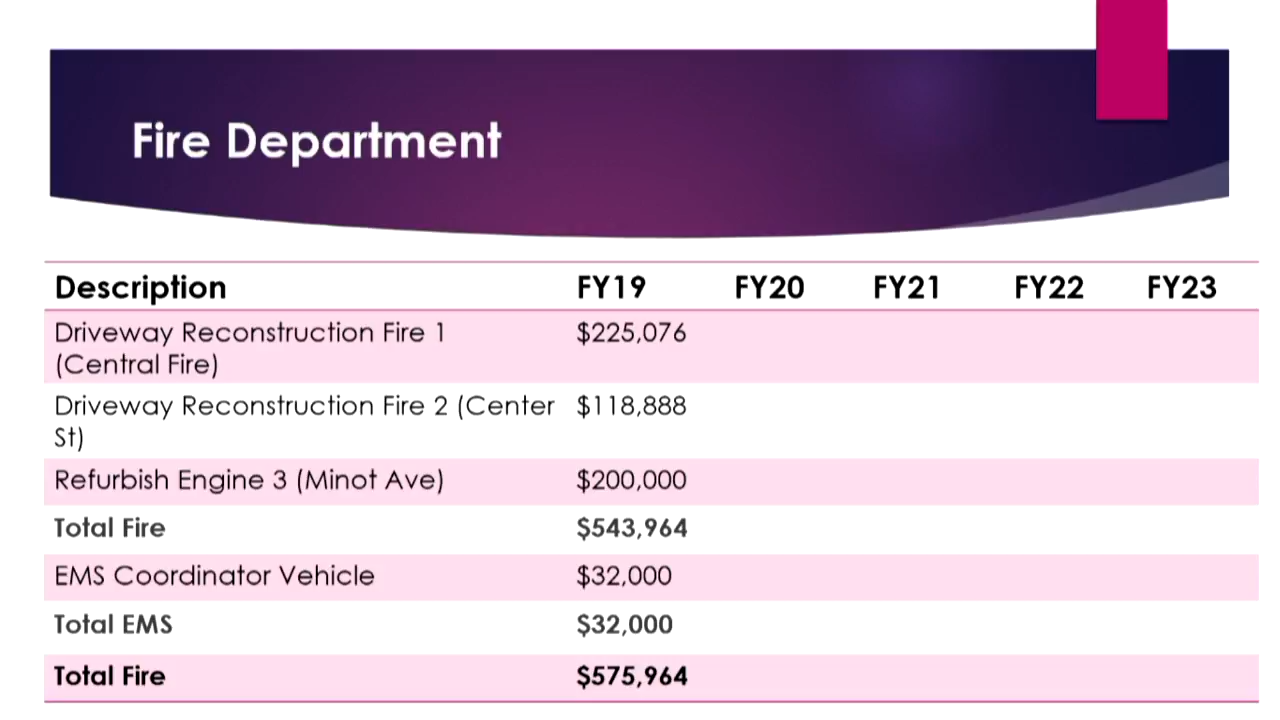 Fire Department
Description FY19 FY20 FY21 FY22 FY23
Driveway Reconstruction Fire 1 $225,076
(Central Fire)
Driveway Reconstruction Fire 2 (Center $118,888
St)
Refurbish Engine 3 (Minot Ave) $200,000
Total Fire $543,964
EMS Coordinator Vehicle $32,000
Total EMS $32,000
Total Fire $575,964